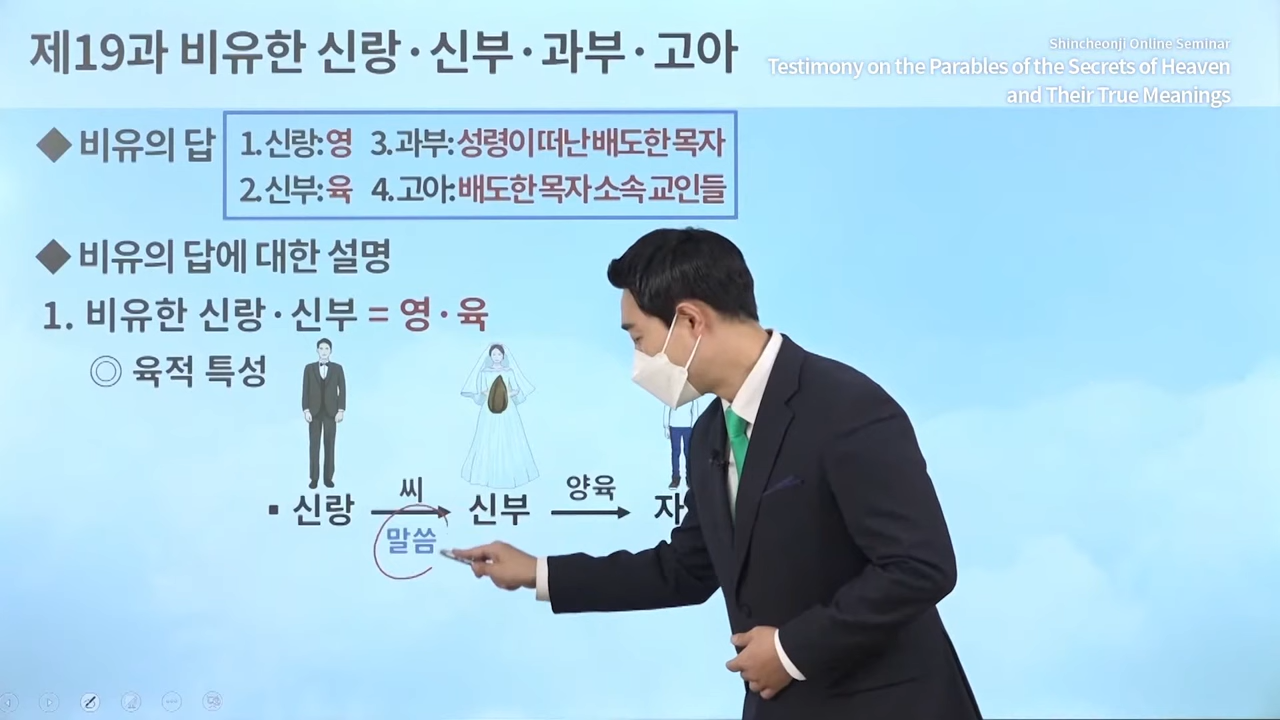 제19과 비유한 신랑·신부·과부·고아
Shincheonji Online Seminar
Testimony on the Parables of the Secrets of Heaven
and Their True Meanings
◆ 비유의 답
1. 신랑: 영 3. 과부: 성령이 떠난 배도한 목자
2. 신부: 육 4. 고아: 배도한 목자 소속 교인들
◆ 비유의 답에 대한 설명
1. 비유한 신랑·신부 = 영·육
◎ 육적 특성
씨 양육
▪ 신랑 신부 자
말씀